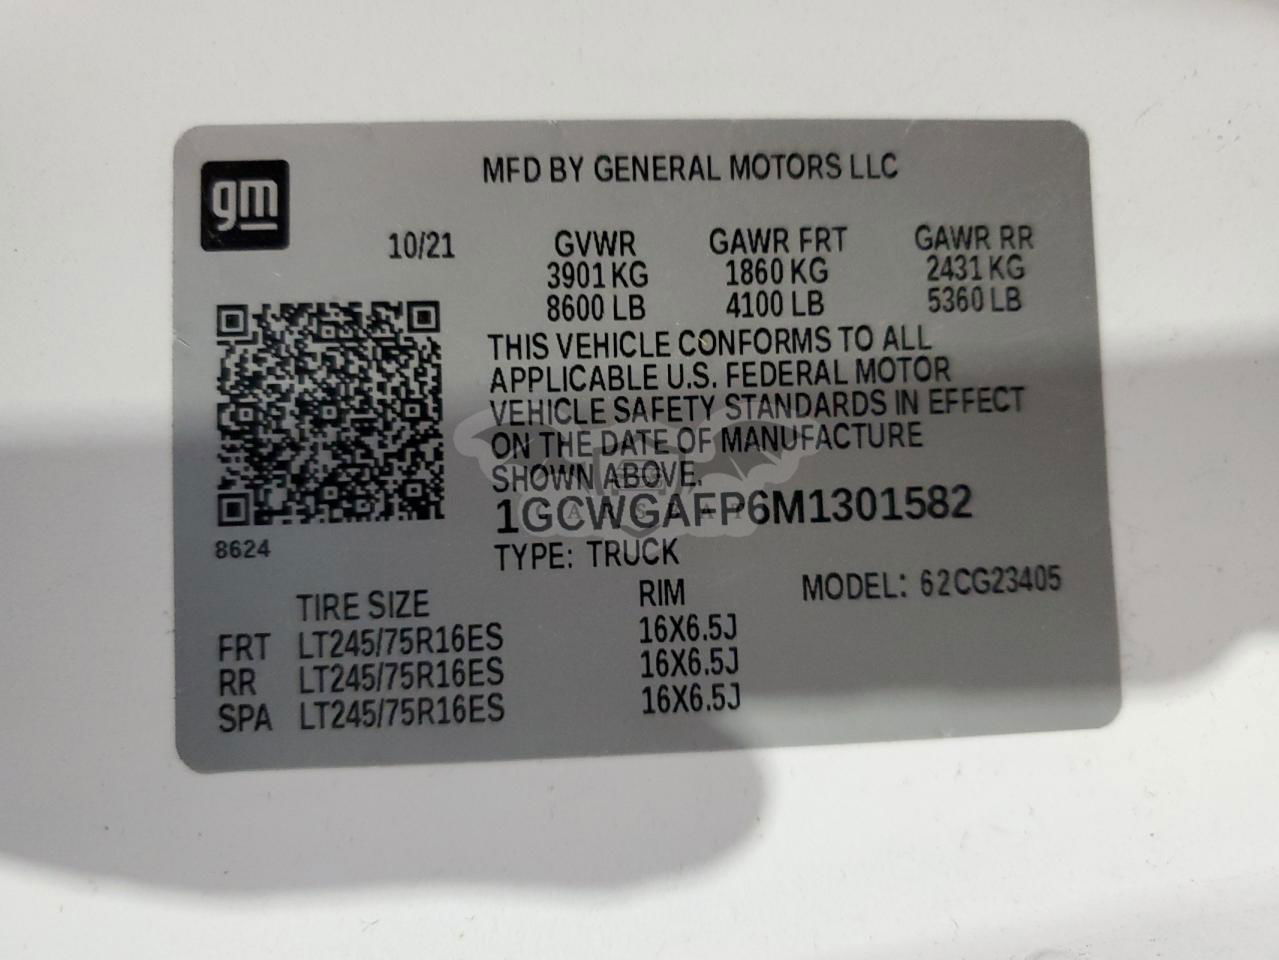 gm
MFD BY GENERAL MOTORS LLC
10/21 GVWR GAWR FRT GAWR RR
3901 KG 1860 KG 2431 KG
8600 LB 4100 LB 5360 LB
THIS VEHICLE CONFORMS TO ALL
APPLICABLE U.S. FEDERAL MOTOR
VEHICLE SAFETY STANDARDS IN EFFECT
ON THE DATE OF MANUFACTURE
SHOWN ABOVE.
1GCWGAFP6M1301582
8624
TYPE: TRUCK
TIRE SIZE RIM MODEL: 62CG23405
FRT LT245/75R16ES 16X6.5J
RR LT245/75R16ES 16X6.5J
SPA LT245/75R16ES 16X6.5J